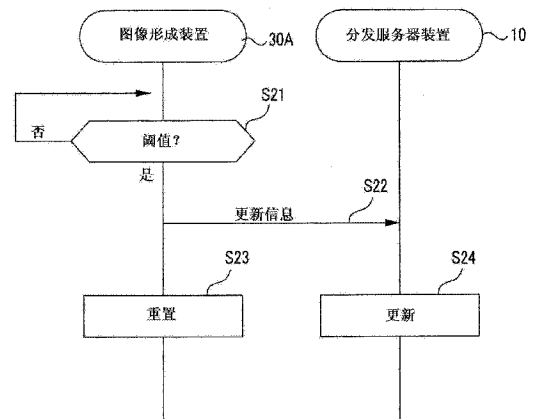 图像形成装置
30A
分发服务器装置
10
S21
阈值?
否
是
S22
更新信息
S23
S24
重置
更新